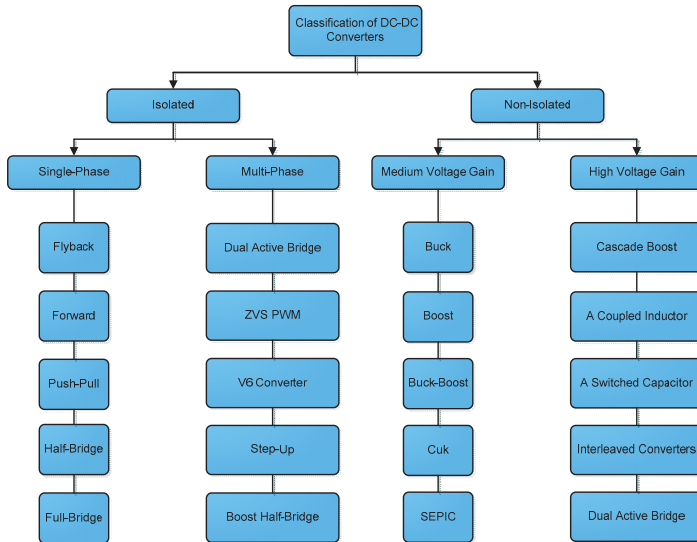 Classification of DC-DC
Converters
Isolated
Non-Isolated
Single-Phase
Multi-Phase
Medium Voltage Gain
High Voltage Gain
Flyback
Dual Active Bridge
Buck
Cascade Boost
Forward
ZVS PWM
Boost
A Coupled Inductor
Push-Pull
V6 Converter
Buck-Boost
A Switched Capacitor
Half-Bridge
Step-Up
Cuk
Interleaved Converters
Full-Bridge
Boost Half-Bridge
SEPIC
Dual Active Bridge